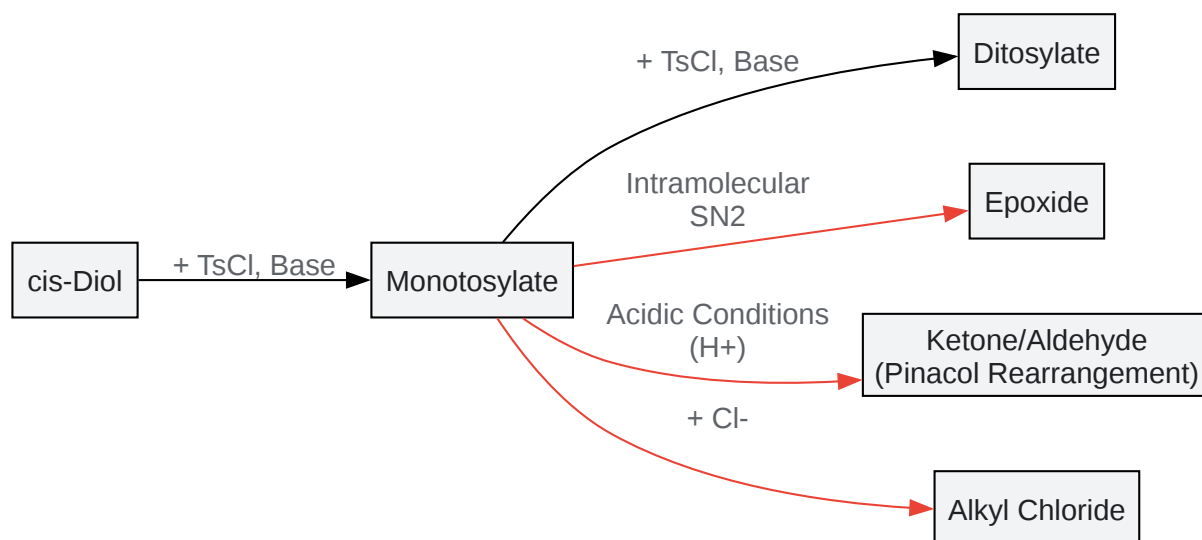 + TsCl, Base
Ditosylate
Intramolecular
SN2
Epoxide
cis-Diol
+ TsCl, Base
Monotosylate
Acidic Conditions
(H+)
Ketone/Aldehyde
(Pinacol Rearrangement)
+ Cl-
Alkyl Chloride